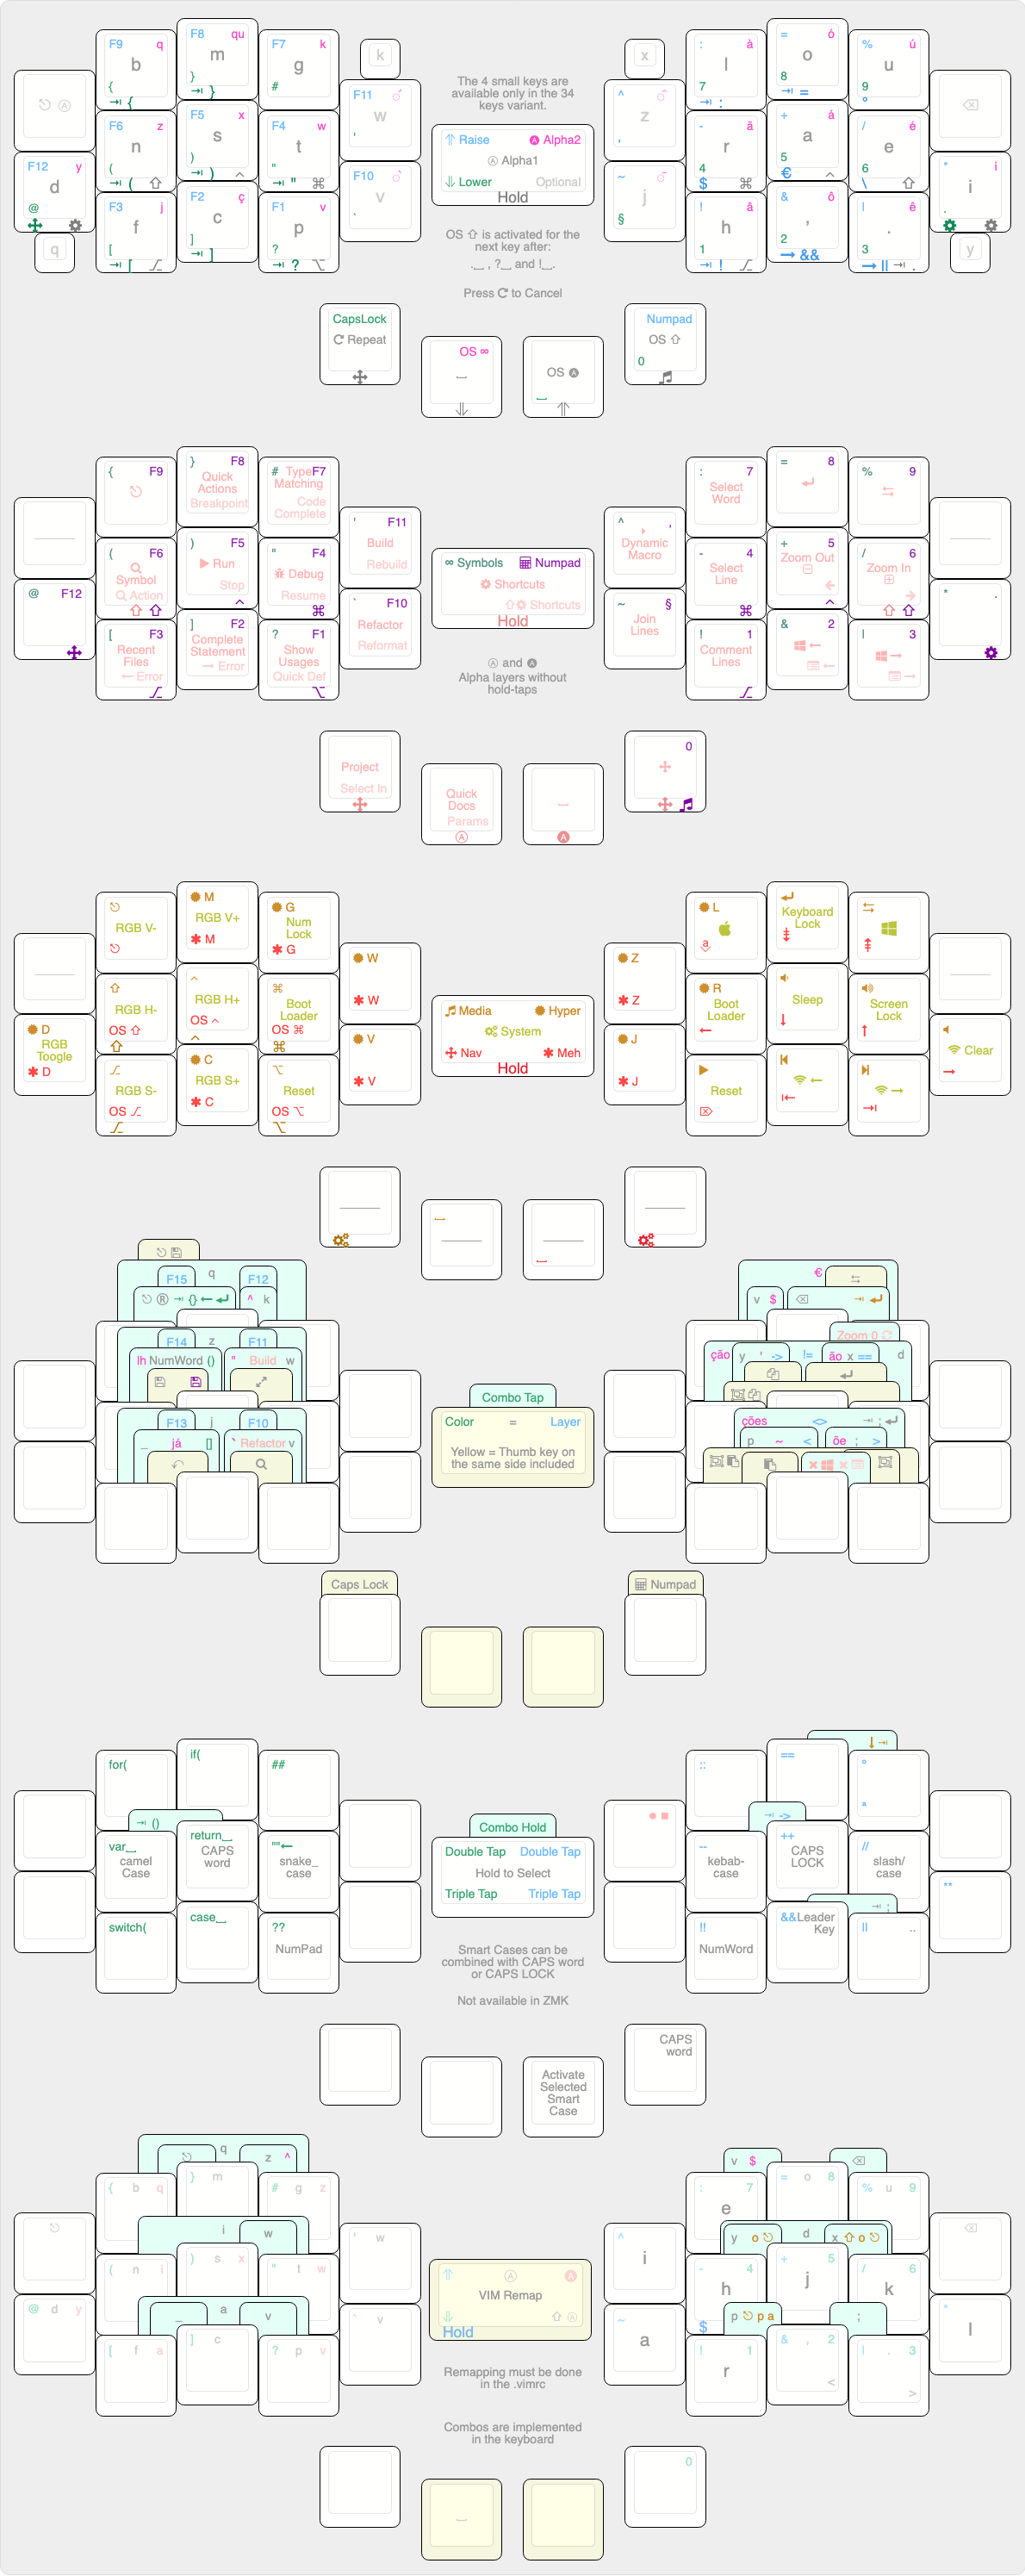 F9 q
b
{
⇥ {
F8 qu
m
}
⇥ }
F7 k
g
#
k
x
: à
l
7
⇥ :
= ó
o
8
⇥ =
% ú
u
9
°
The 4 small keys are
available only in the 34
keys variant.
F11
w
'
^
z
,
F6 z
n
(
⇥ ( ⇧
F5 x
s
)
⇥ )
F4 w
t
"
⇥ " ⌘
Raise Alpha2
Alpha1
Lower Optional
Hold
- ã
r
4
$ ⌘
+ á
a
5
€
/ é
e
6
\ ⇧
F12 y
d
@
* i
i
.
F10
v
`
~
j
§
F3 j
f
[
⇥ [ ⌥
F2 ç
c
]
⇥ ]
F1 v
p
?
⇥ ? ⌥
! â
h
1
⇥ ! ⌥
& ô
,
2
→ &&
| ê
.
3
→ || ⇥ .
q
y
OS ⇧ is activated for the
next key after:
.⎵ , ?⎵ and !⎵.
Press to Cancel
CapsLock
Repeat
OS ∞
OS
Numpad
OS ⇧
0
{ F9
} F8
Quick
Actions
Breakpoint
# Type F7
Matching
Code
Complete
: 7
Select
Word
= 8
% 9
' F11
Build
Rebuild
^ ,
Dynamic
Macro
( F6
Symbol
Action
) F5
Run
Stop
" F4
Debug
Resume
∞ Symbols Numpad
Shortcuts
Shortcuts
Hold
- 4
Select
Line
+ 5
Zoom Out
/ 6
Zoom In
@ F12
* .
` F10
Refactor
Reformat
~ §
Join
Lines
[ F3
Recent
Files
← Error
] F2
Complete
Statement
→ Error
? F1
Show
Usages
Quick Def
! 1
Comment
Lines
& 2
| 3
Ⓐ and 🅐
Alpha layers without
hold-taps
Project
Select In
Quick
Docs
Params
0
RGB V-
M
RGB V+
M
G
Num
Lock
G
L
a
Keyboard
Lock
W
W
Z
Z
RGB H-
OS ⇧
RGB H+
OS
Boot
Loader
OS ⌘
Media Hyper
System
Nav Meh
Hold
R
Boot
Loader
Sleep
Screen
Lock
D
RGB
Toogle
D
Clear
V
V
J
J
RGB S-
OS
C
RGB S+
C
Reset
OS ⌥
Reset
q
F15 F12
® ⇥ {} ← ↵ ^ k
€
v $
z
F14 F11
lh NumWord () " Build w
Zoom 0
ção y ' -> != ão x == d
Combo Tap
Color = Layer
Yellow = Thumb key on
the same side included
j
F13 F10
_ já [] ` Refactor v
ções <> ⇥ ; ↵
p ~ < õe ; >
Caps Lock
Numpad
for(
if(
##
::
==
º
ª
⇥ ()
⇥ ->
var⎵
camel
Case
return⎵
CAPS
word
""←
snake_
case
Combo Hold
Double Tap Double Tap
Hold to Select
Triple Tap Triple Tap
--
kebab-
case
++
CAPS
LOCK
//
slash/
case
**
⇥ ;
switch(
case⎵
??
NumPad
!!
NumWord
&&Leader
Key
|| ..
Smart Cases can be
combined with CAPS word
or CAPS LOCK
Not available in ZMK
Activate
Selected
Smart
Case
CAPS
word
q
z ^
v $
{ b q
} m
# g z
: 7
e
= o 8
% u 9
i
w
y o
d
x ⇧ o
' w
^
i
( n i
) s x
" t w
- 4
h
$
+ 5
j
/ 6
k
@ d y
*
l
VIM Remap
Hold
_ a v
p p a
;
` v
~
a
[ f a
] c
? p v
! 1
r
& , 2
<
| . 3
>
Remapping must be done
in the .vimrc
Combos are implemented
in the keyboard
0